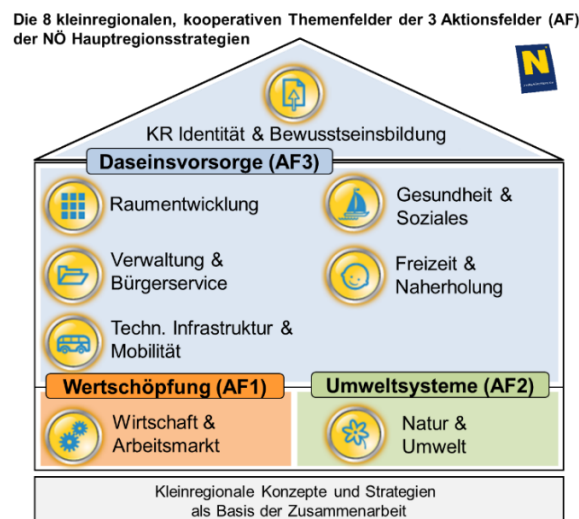 Die 8 kleinregionalen, kooperativen Themenfelder der 3 Aktionsfelder (AF)
der NÖ Hauptregionsstrategien
N
KR Identität & Bewusstseinsbildung
Daseinsvorsorge (AF3)
Raumentwicklung
Gesundheit &
Soziales
Verwaltung &
Bürgerservice
Freizeit &
Naherholung
Techn. Infrastruktur &
Mobilität
Wertschöpfung (AF1)
Umweltsysteme (AF2)
Wirtschaft &
Arbeitsmarkt
Natur &
Umwelt
Kleinregionale Konzepte und Strategien
als Basis der Zusammenarbeit